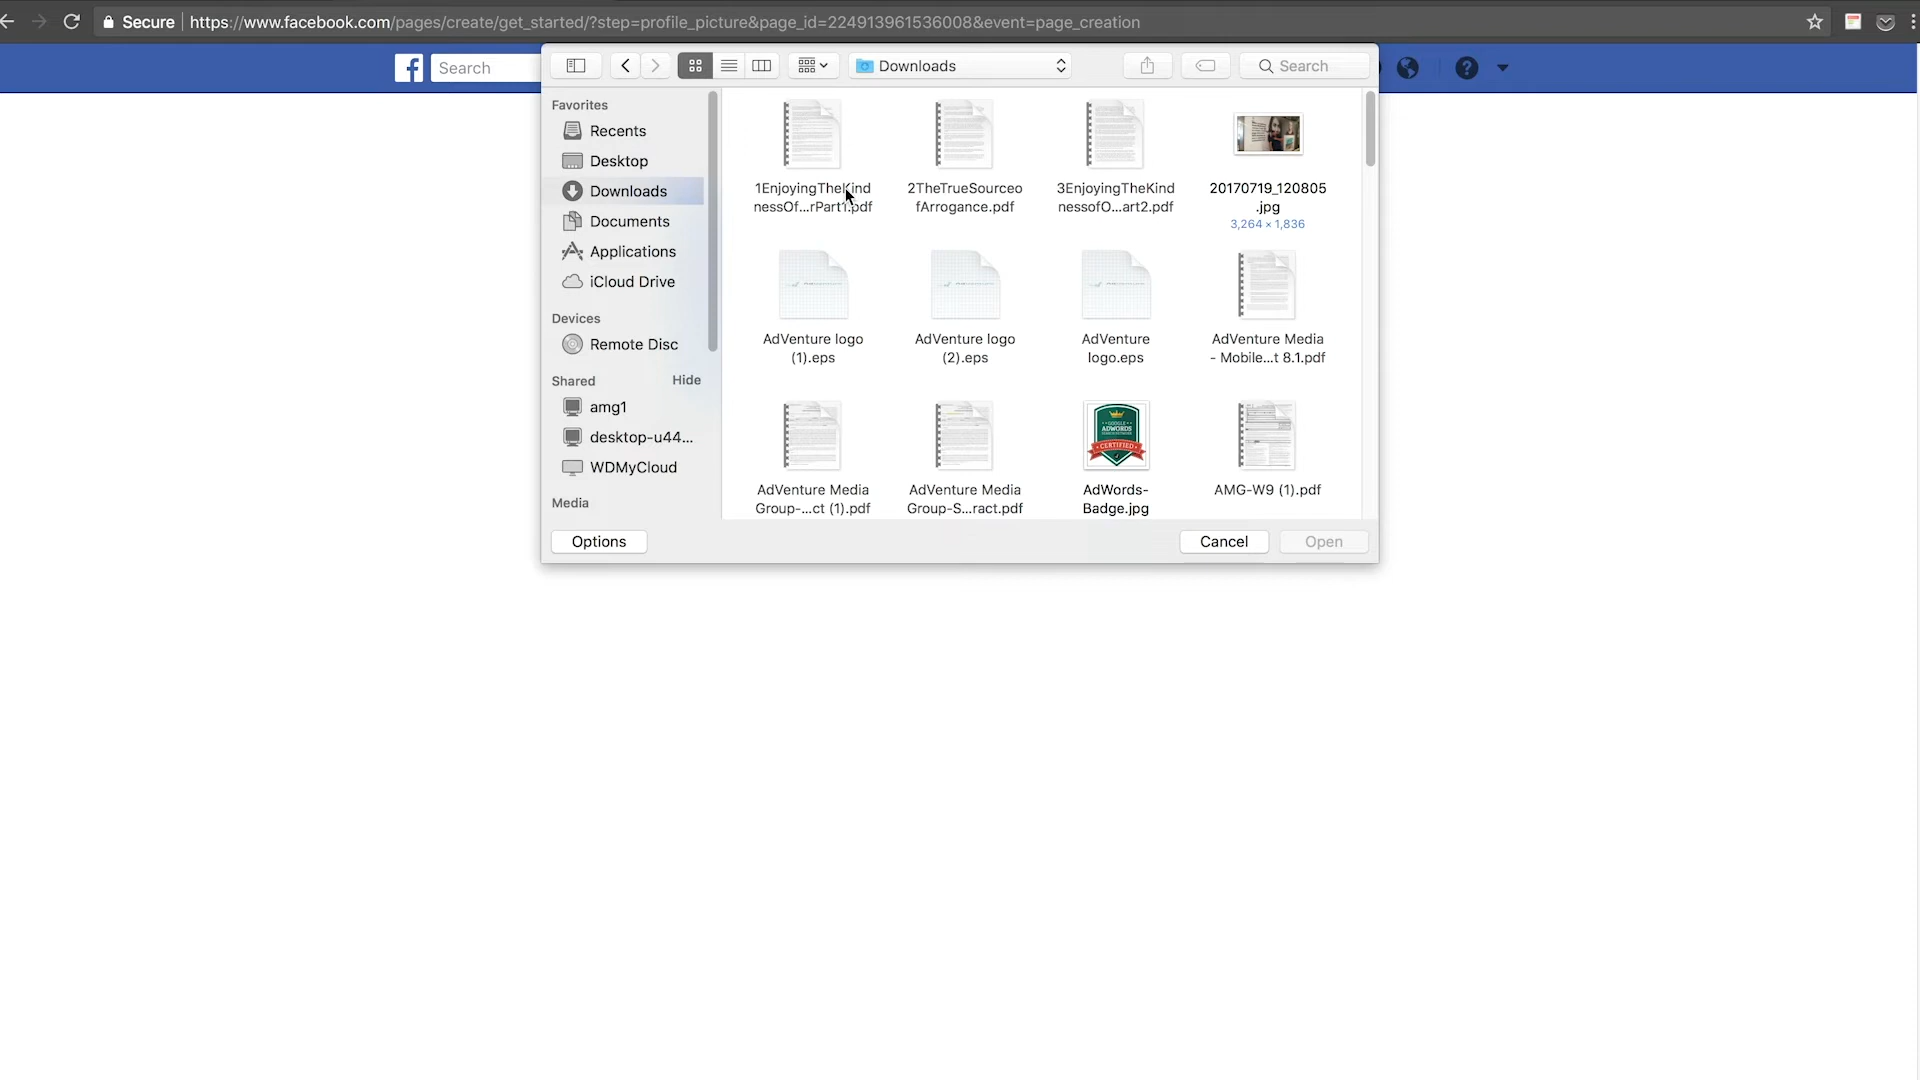 Secure https://www.facebook.com/pages/create/get_started/?step=profile_picture&page_id=224913961536008&event=page_creation
Search
Downloads
Search
?
Favorites
Recents
Desktop
Downloads
Documents
Applications
iCloud Drive
Devices
Remote Disc
Shared Hide
amg1
desktop-u44...
WDMyCloud
Media
1EnjoyingTheKind
nessOf...rPart1.pdf
2TheTrueSourceo
fArrogance.pdf
3EnjoyingTheKind
nessofO...art2.pdf
20170719_120805
.jpg
3,264 × 1,836
AdVenture logo
(1).eps
AdVenture logo
(2).eps
AdVenture
logo.eps
AdVenture Media
- Mobile...t 8.1.pdf
GOOGLE
ADWORDS
CERTIFIED
AdVenture Media
Group-...ct (1).pdf
AdVenture Media
Group-S...ract.pdf
AdWords-
Badge.jpg
AMG-W9 (1).pdf
Options
Cancel
Open